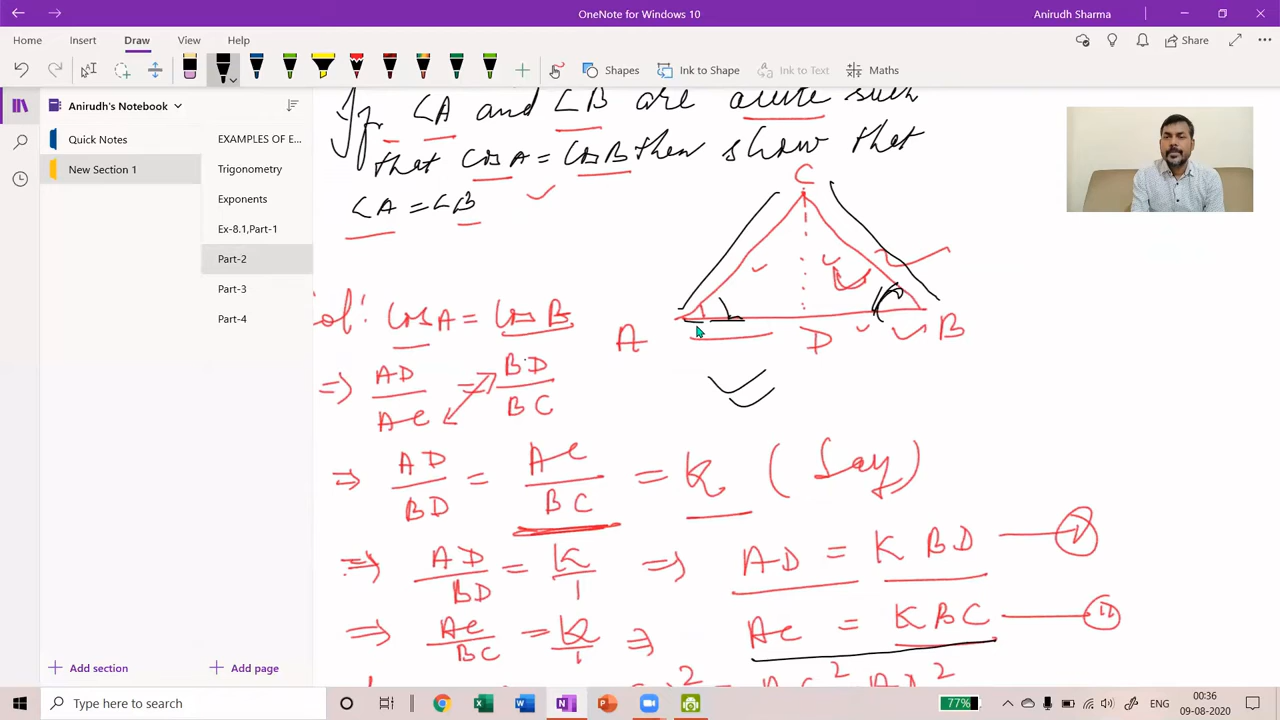 OneNote for Windows 10
Anirudh Sharma
Home
Insert
Draw
View
Help
Share
Shapes
Ink to Shape
Ink to Text
Maths
Anirudh's Notebook
Quick Notes
New Section 1
EXAMPLES OF E...
Trigonometry
Exponents
Ex-8.1,Part-1
Part-2
Part-3
Part-4
If ∠A and ∠B are acute such
that Cos A = Cos B then show that
∠A = ∠B
C
A
D
B
Sol: Cos A = Cos B
=> AD/AC = BD/BC
=> AD/BD = AC/BC = K (Say)
=> AD/BD = K/1 => AD = K BD
=> AC/BC = K/1 => AC = K BC — (ii)
Add section
Add page
Type here to search
77%
00:36
09-08-2020